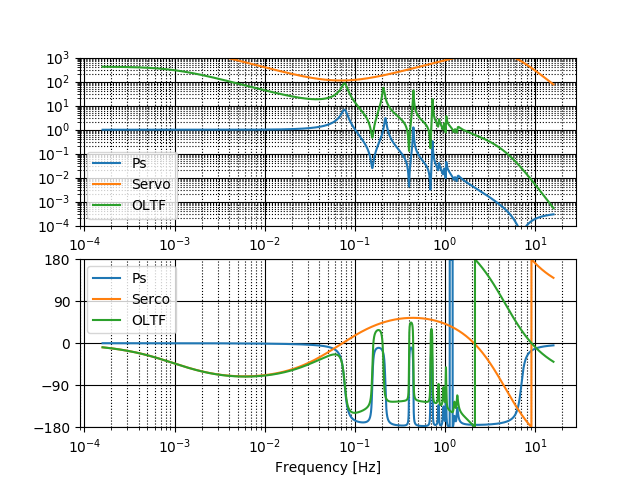 10³
10²
10¹
10⁰
10⁻¹
10⁻²
10⁻³
10⁻⁴
Ps
Servo
OLTF
10⁻⁴ 10⁻³ 10⁻² 10⁻¹ 10⁰ 10¹
180
90
0
−90
−180
Ps
Serco
OLTF
10⁻⁴ 10⁻³ 10⁻² 10⁻¹ 10⁰ 10¹
Frequency [Hz]